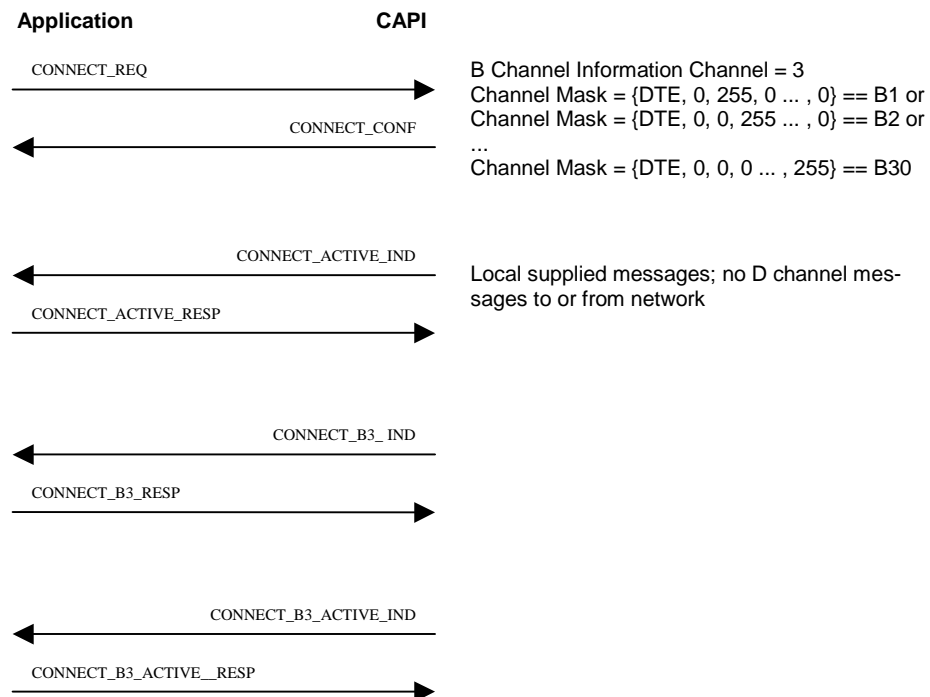 Application CAPI
CONNECT_REQ
B Channel Information Channel = 3
Channel Mask = {DTE, 0, 255, 0 ... , 0} == B1 or
CONNECT_CONF
Channel Mask = {DTE, 0, 0, 255 ... , 0} == B2 or
...
Channel Mask = {DTE, 0, 0, 0 ... , 255} == B30
CONNECT_ACTIVE_IND
Local supplied messages; no D channel mes-
sages to or from network
CONNECT_ACTIVE_RESP
CONNECT_B3_ IND
CONNECT_B3_RESP
CONNECT_B3_ACTIVE_IND
CONNECT_B3_ACTIVE__RESP